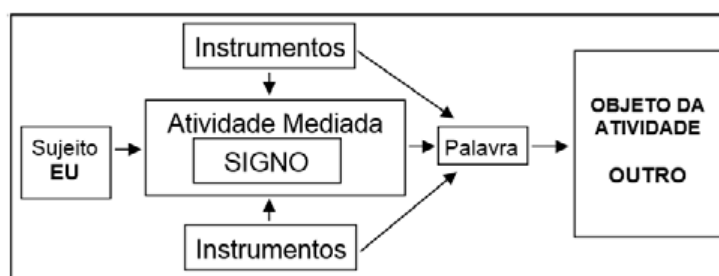 Instrumentos
Sujeito
EU
Atividade Mediada
SIGNO
Instrumentos
Palavra
OBJETO DA
ATIVIDADE
OUTRO